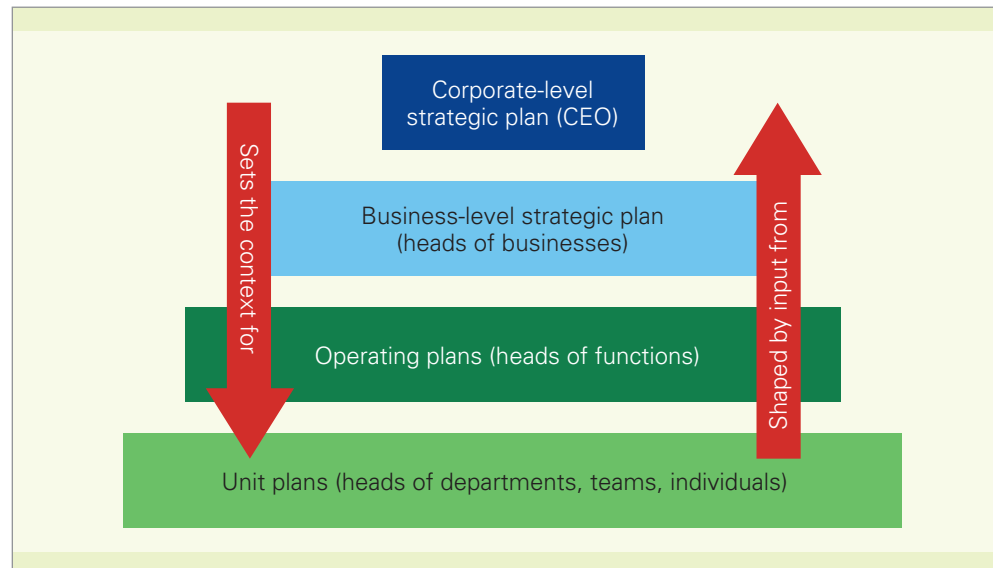 Corporate-level
strategic plan (CEO)
Sets the context for
Shaped by input from
Business-level strategic plan
(heads of businesses)
Operating plans (heads of functions)
Unit plans (heads of departments, teams, individuals)